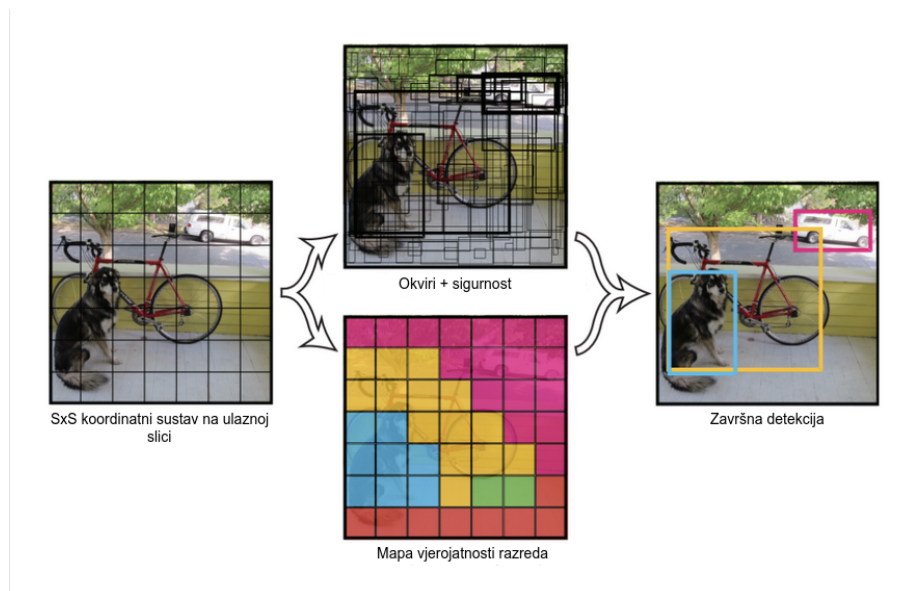 Okviri + sigurnost
SxS koordinatni sustav na ulaznoj
slici
Završna detekcija
Mapa vjerojatnosti razreda